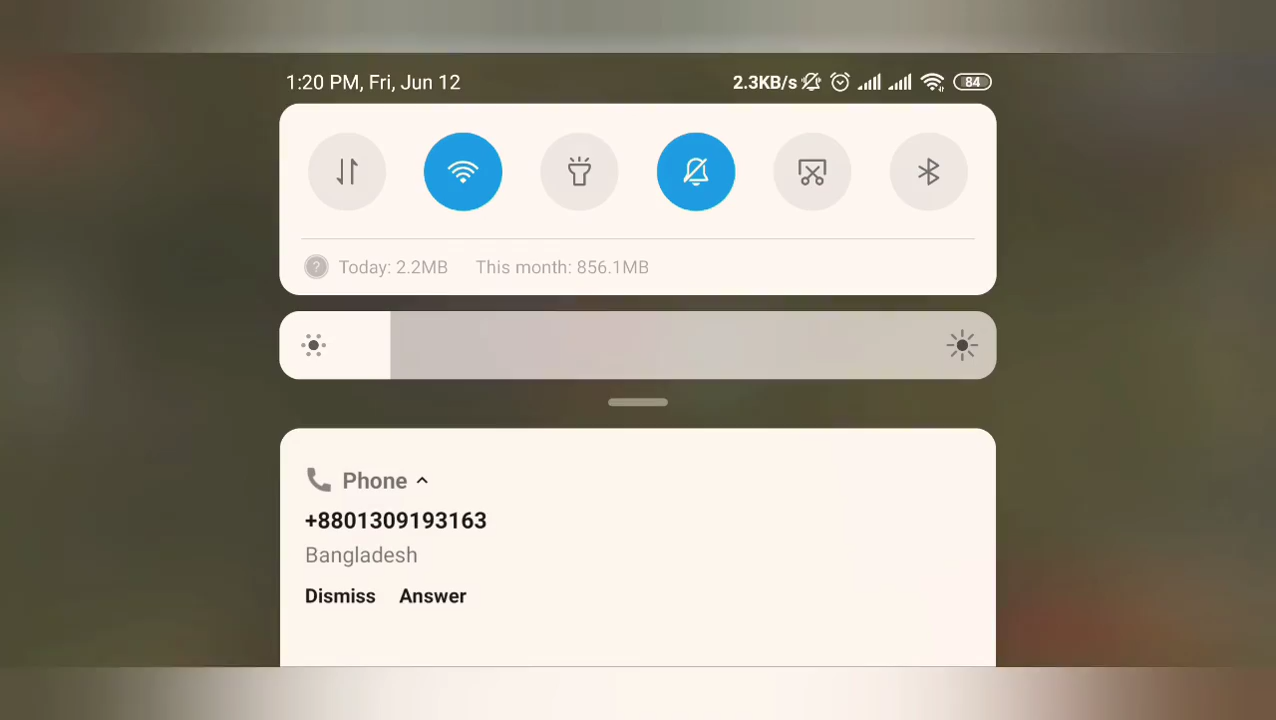 1:20 PM, Fri, Jun 12 2.3KB/s 84
Today: 2.2MB This month: 856.1MB
Phone
+8801309193163
Bangladesh
Dismiss Answer